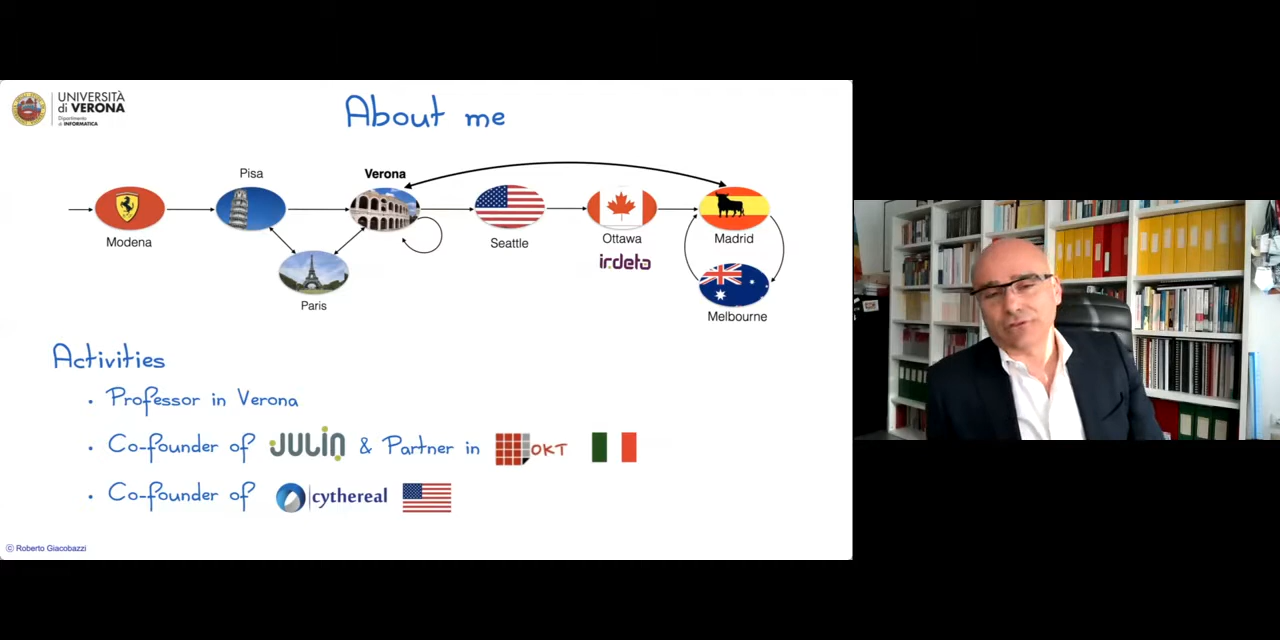 UNIVERSITÀ
di VERONA
Dipartimento
di INFORMATICA
About me
Pisa
Verona
Modena
Seattle
Ottawa
irdeto
Madrid
Paris
Melbourne
Activities
• Professor in Verona
• Co-founder of JULIA & Partner in OKT
• Co-founder of cythereal
© Roberto Giacobazzi